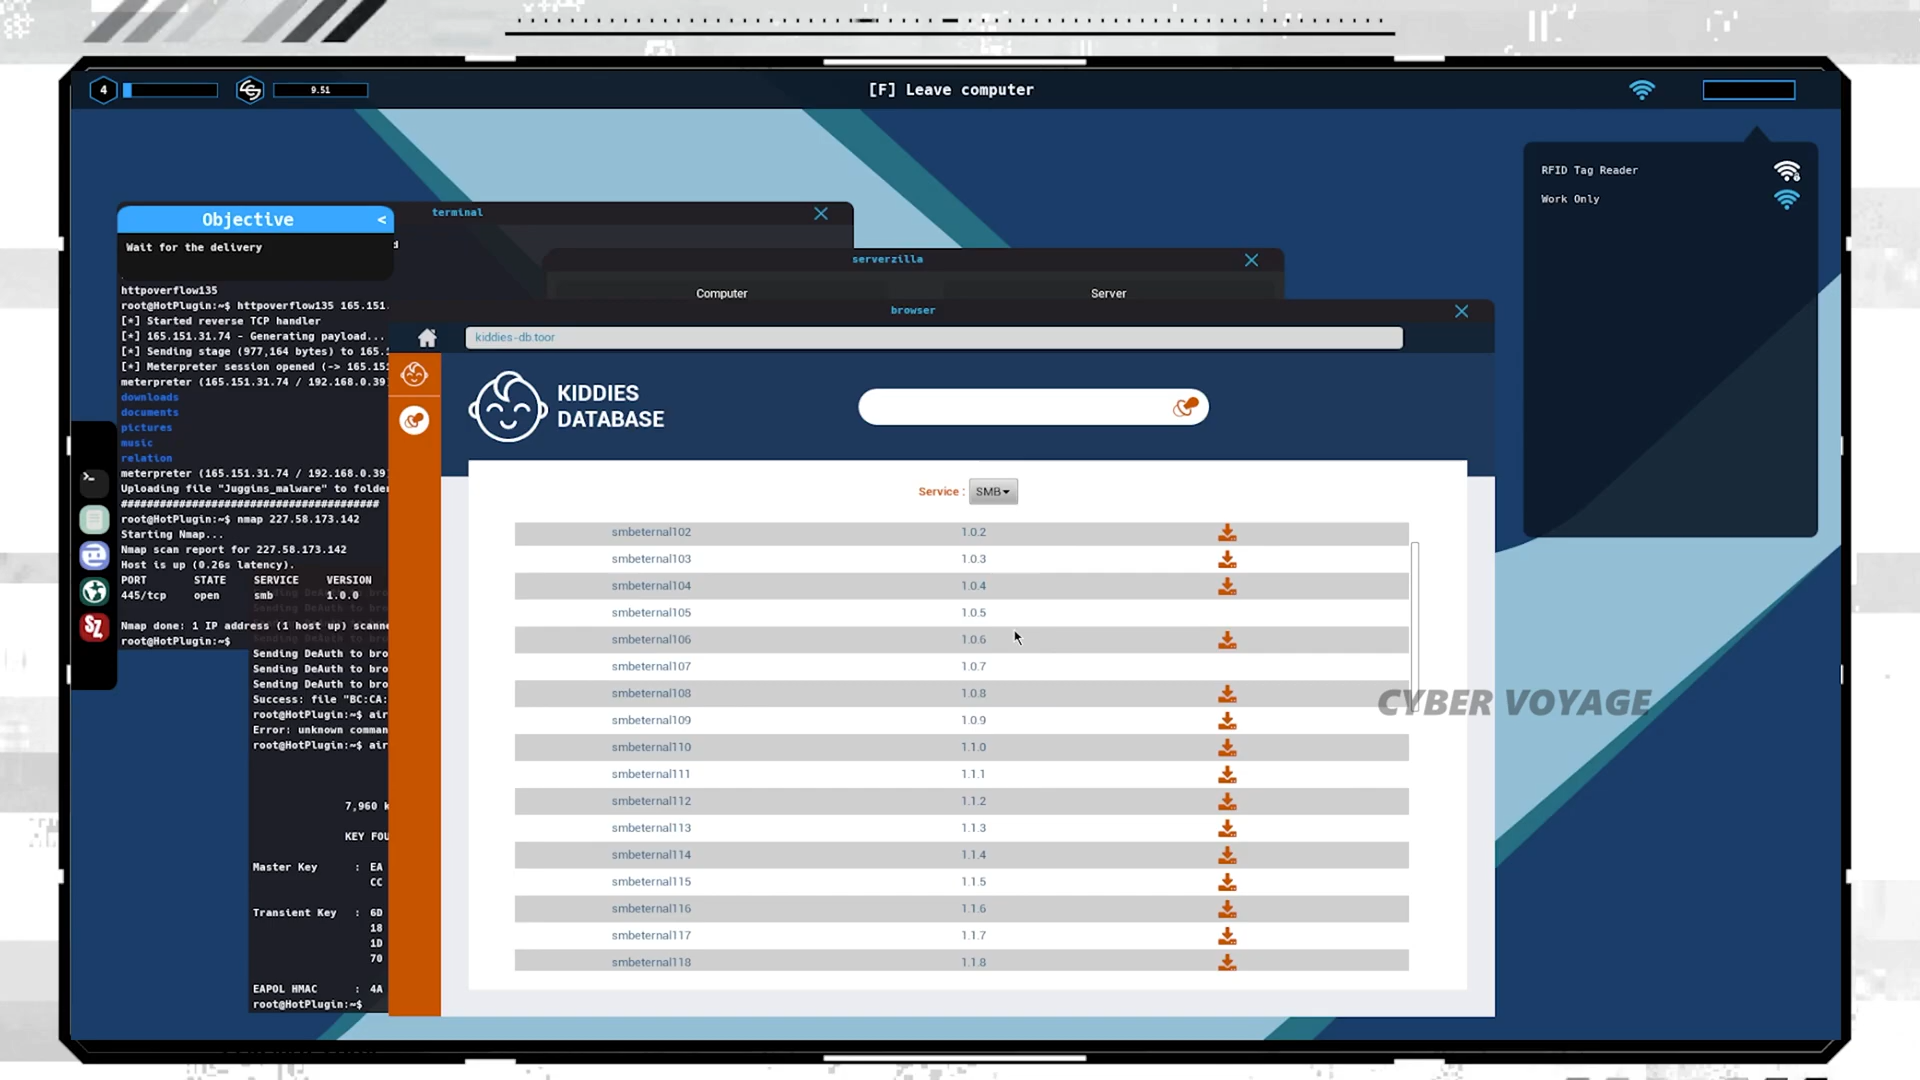 4
9.51
[F] Leave computer
RFID Tag Reader
Work Only
Objective <
Wait for the delivery
terminal
serverzilla
Computer Server
browser
kiddies-db.toor
KIDDIES
DATABASE
Service : SMB
smbeternal102 1.0.2
smbeternal103 1.0.3
smbeternal104 1.0.4
smbeternal105 1.0.5
smbeternal106 1.0.6
smbeternal107 1.0.7
smbeternal108 1.0.8
smbeternal109 1.0.9
smbeternal110 1.1.0
smbeternal111 1.1.1
smbeternal112 1.1.2
smbeternal113 1.1.3
smbeternal114 1.1.4
smbeternal115 1.1.5
smbeternal116 1.1.6
smbeternal117 1.1.7
smbeternal118 1.1.8
httpoverflow135
root@HotPlugin:~$ httpoverflow135 165.151.
[*] Started reverse TCP handler
[*] 165.151.31.74 - Generating payload...
[*] Sending stage (977,164 bytes) to 165.
[*] Meterpreter session opened (-> 165.15
meterpreter (165.151.31.74 / 192.168.0.39
downloads
documents
pictures
music
relation
meterpreter (165.151.31.74 / 192.168.0.39
Uploading file "Juggins_malware" to folde
#######################################
root@HotPlugin:~$ nmap 227.58.173.142
Starting Nmap...
Nmap scan report for 227.58.173.142
Host is up (0.26s latency).
PORT STATE SERVICE VERSION
445/tcp open smb 1.0.0
Nmap done: 1 IP address (1 host up) scanne
root@HotPlugin:~$
Sending DeAuth to bro
Sending DeAuth to bro
Sending DeAuth to bro
Sending DeAuth to bro
Success: file "BC:CA:
root@HotPlugin:~$ air
Error: unknown comman
root@HotPlugin:~$ air
7,960 k
KEY FOU
Master Key : EA
CC
Transient Key : 6D
18
1D
70
EAPOL HMAC : 4A
root@HotPlugin:~$
>_
SZ
CYBER VOYAGE